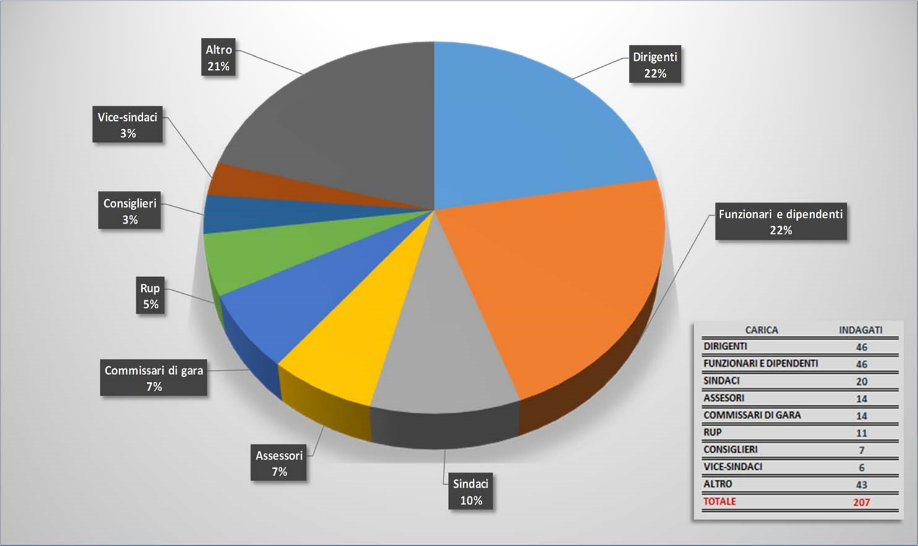 Altro
21%
Dirigenti
22%
Vice-sindaci
3%
Consiglieri
3%
Funzionari e dipendenti
22%
Rup
5%
Commissari di gara
7%
Assessori
7%
Sindaci
10%
CARICA INDAGATI
DIRIGENTI 46
FUNZIONARI E DIPENDENTI 46
SINDACI 20
ASSESORI 14
COMMISSARI DI GARA 14
RUP 11
CONSIGLIERI 7
VICE-SINDACI 6
ALTRO 43
TOTALE 207